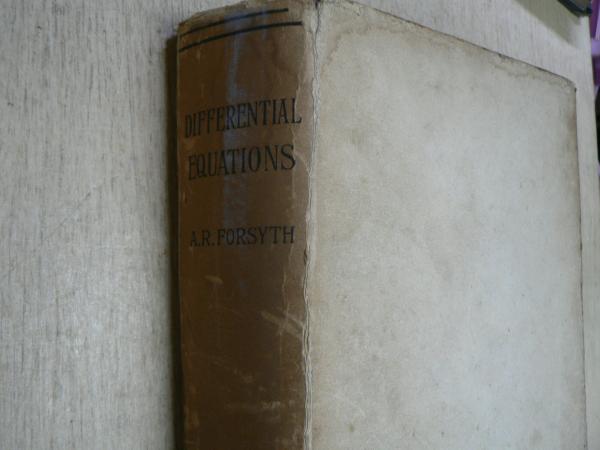 DIFFERENTIAL
EQUATIONS
A.R. FORSYTH